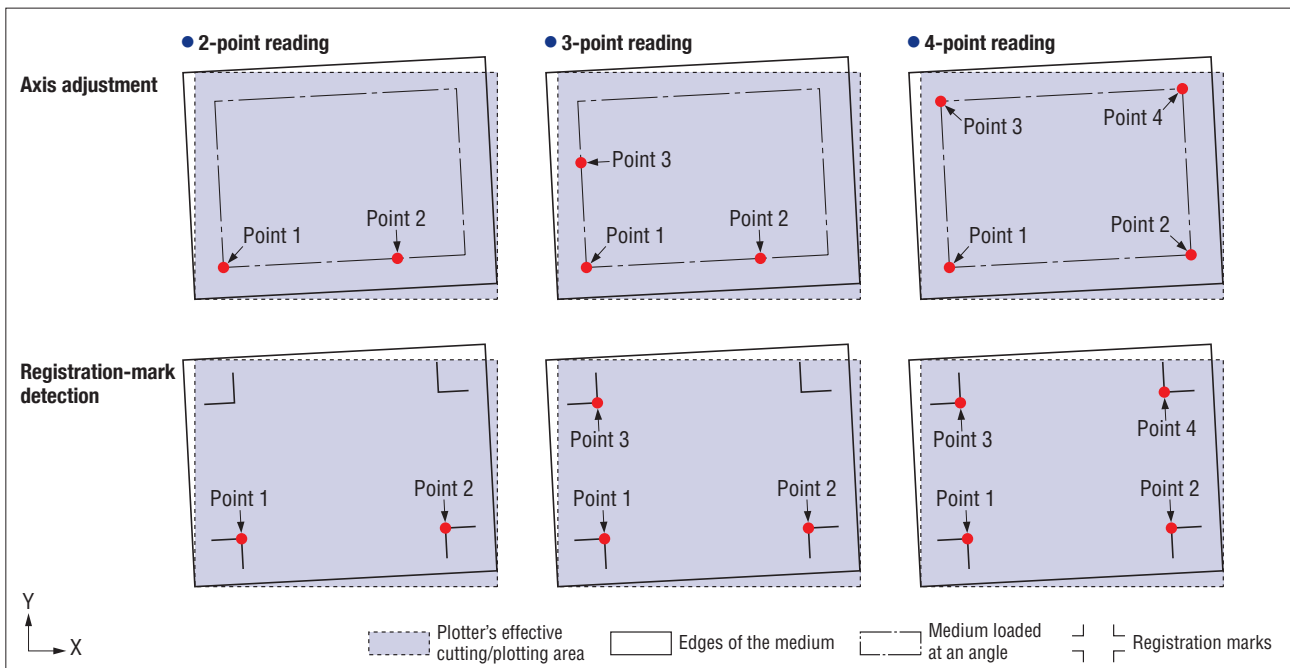 2-point reading
3-point reading
4-point reading
Axis adjustment
Point 3
Point 4
Point 3
Point 2
Point 2
Point 2
Point 1
Point 1
Point 1
Registration-mark
detection
Point 3
Point 3
Point 4
Point 1
Point 2
Point 1
Point 2
Point 1
Point 2
Y
X
Plotter's effective
cutting/plotting area
Edges of the medium
Medium loaded
at an angle
Registration marks